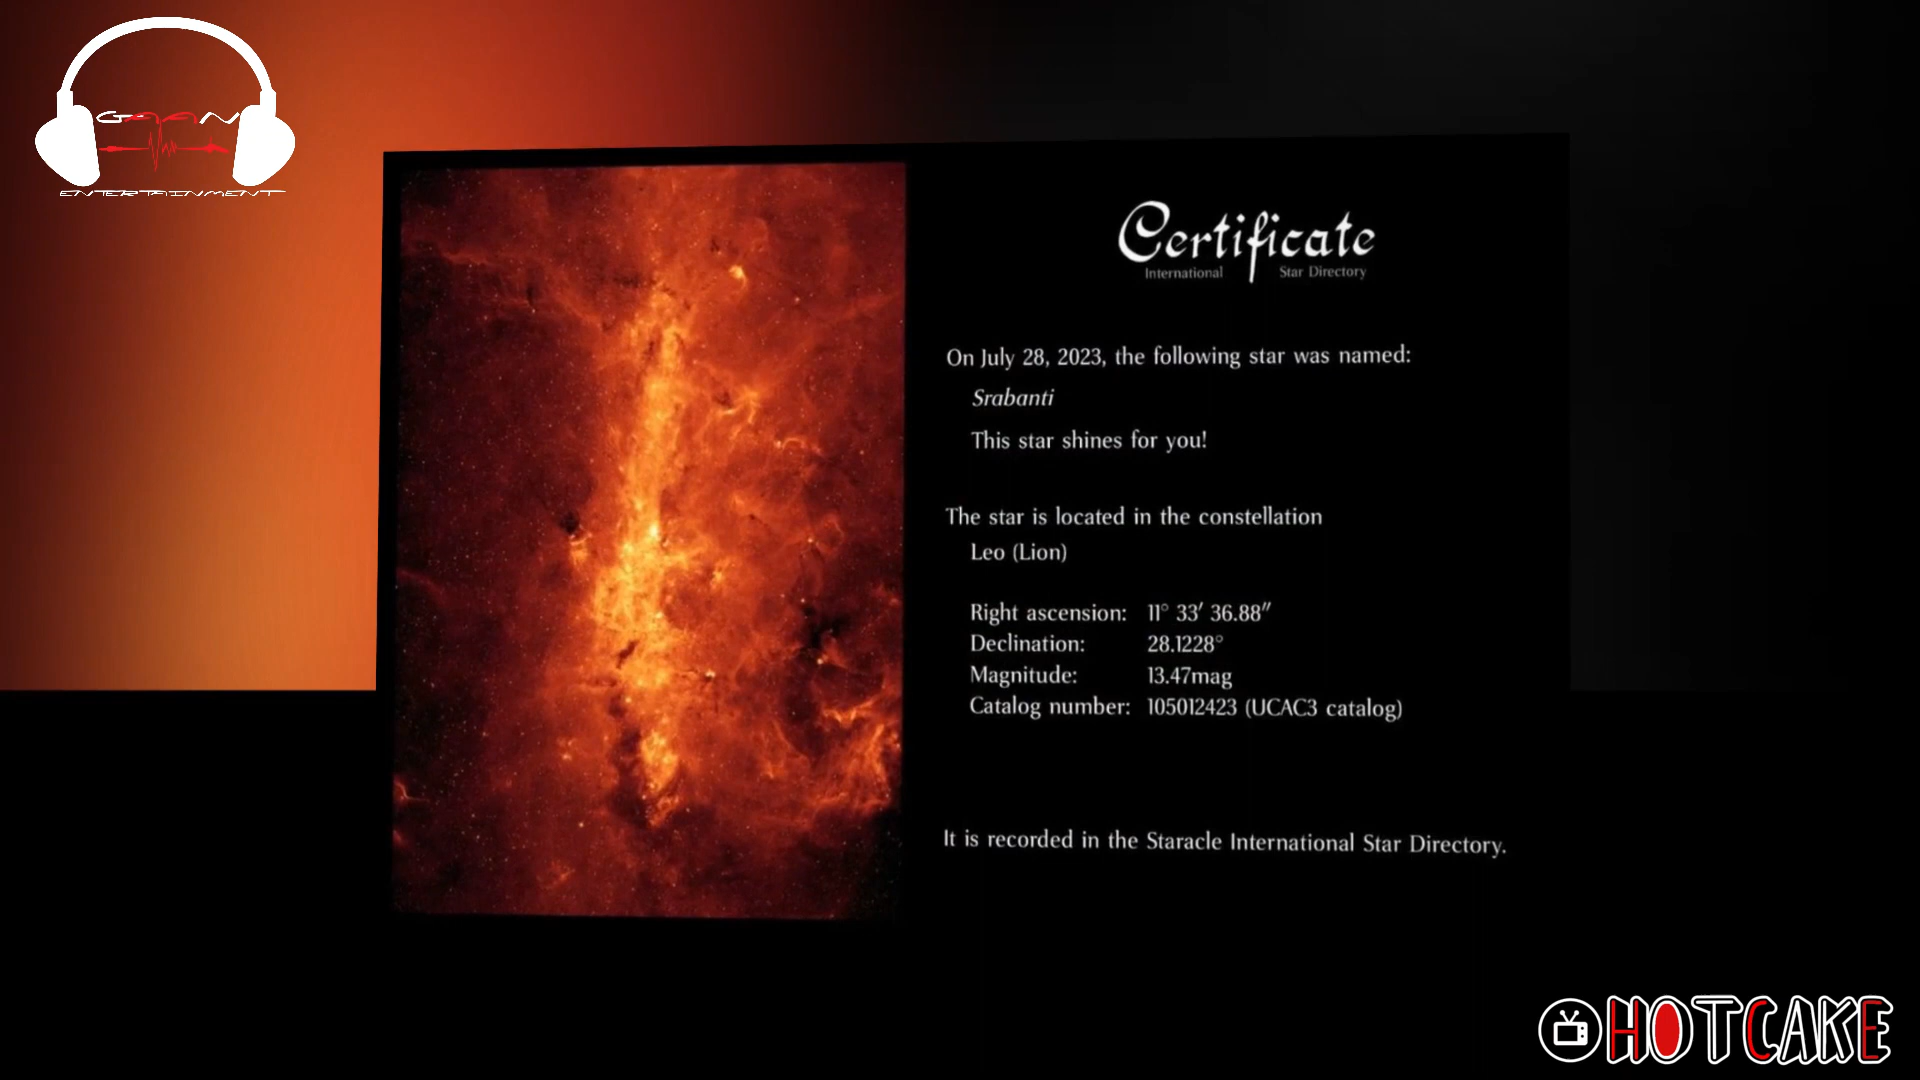 GAAN
ENTERTAINMENT
Certificate
International Star Directory
On July 28, 2023, the following star was named:
Srabanti
This star shines for you!
The star is located in the constellation
Leo (Lion)
Right ascension: 11° 33′ 36.88″
Declination: 28.1228°
Magnitude: 13.47mag
Catalog number: 105012423 (UCAC3 catalog)
It is recorded in the Staracle International Star Directory.
HOTCAKE